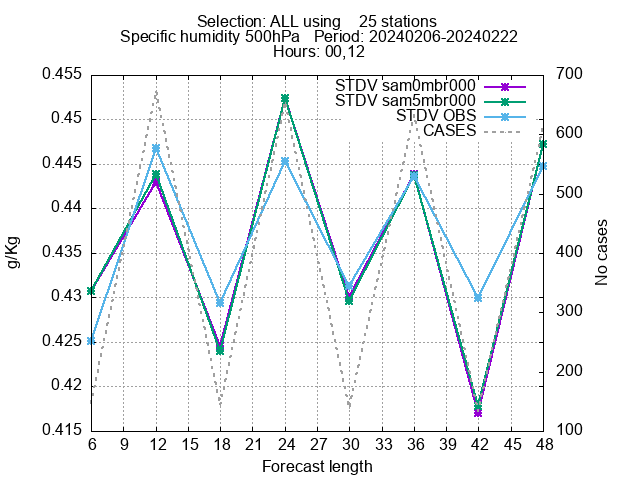 Selection: ALL using    25 stations
Specific humidity 500hPa   Period: 20240206-20240222
Hours: 00,12
STDV sam0mbr000
STDV sam5mbr000
STDV OBS
CASES
0.455
0.45
0.445
0.44
0.435
0.43
0.425
0.42
0.415
700
600
500
400
300
200
100
g/Kg
No cases
6 9 12 15 18 21 24 27 30 33 36 39 42 45 48
Forecast length